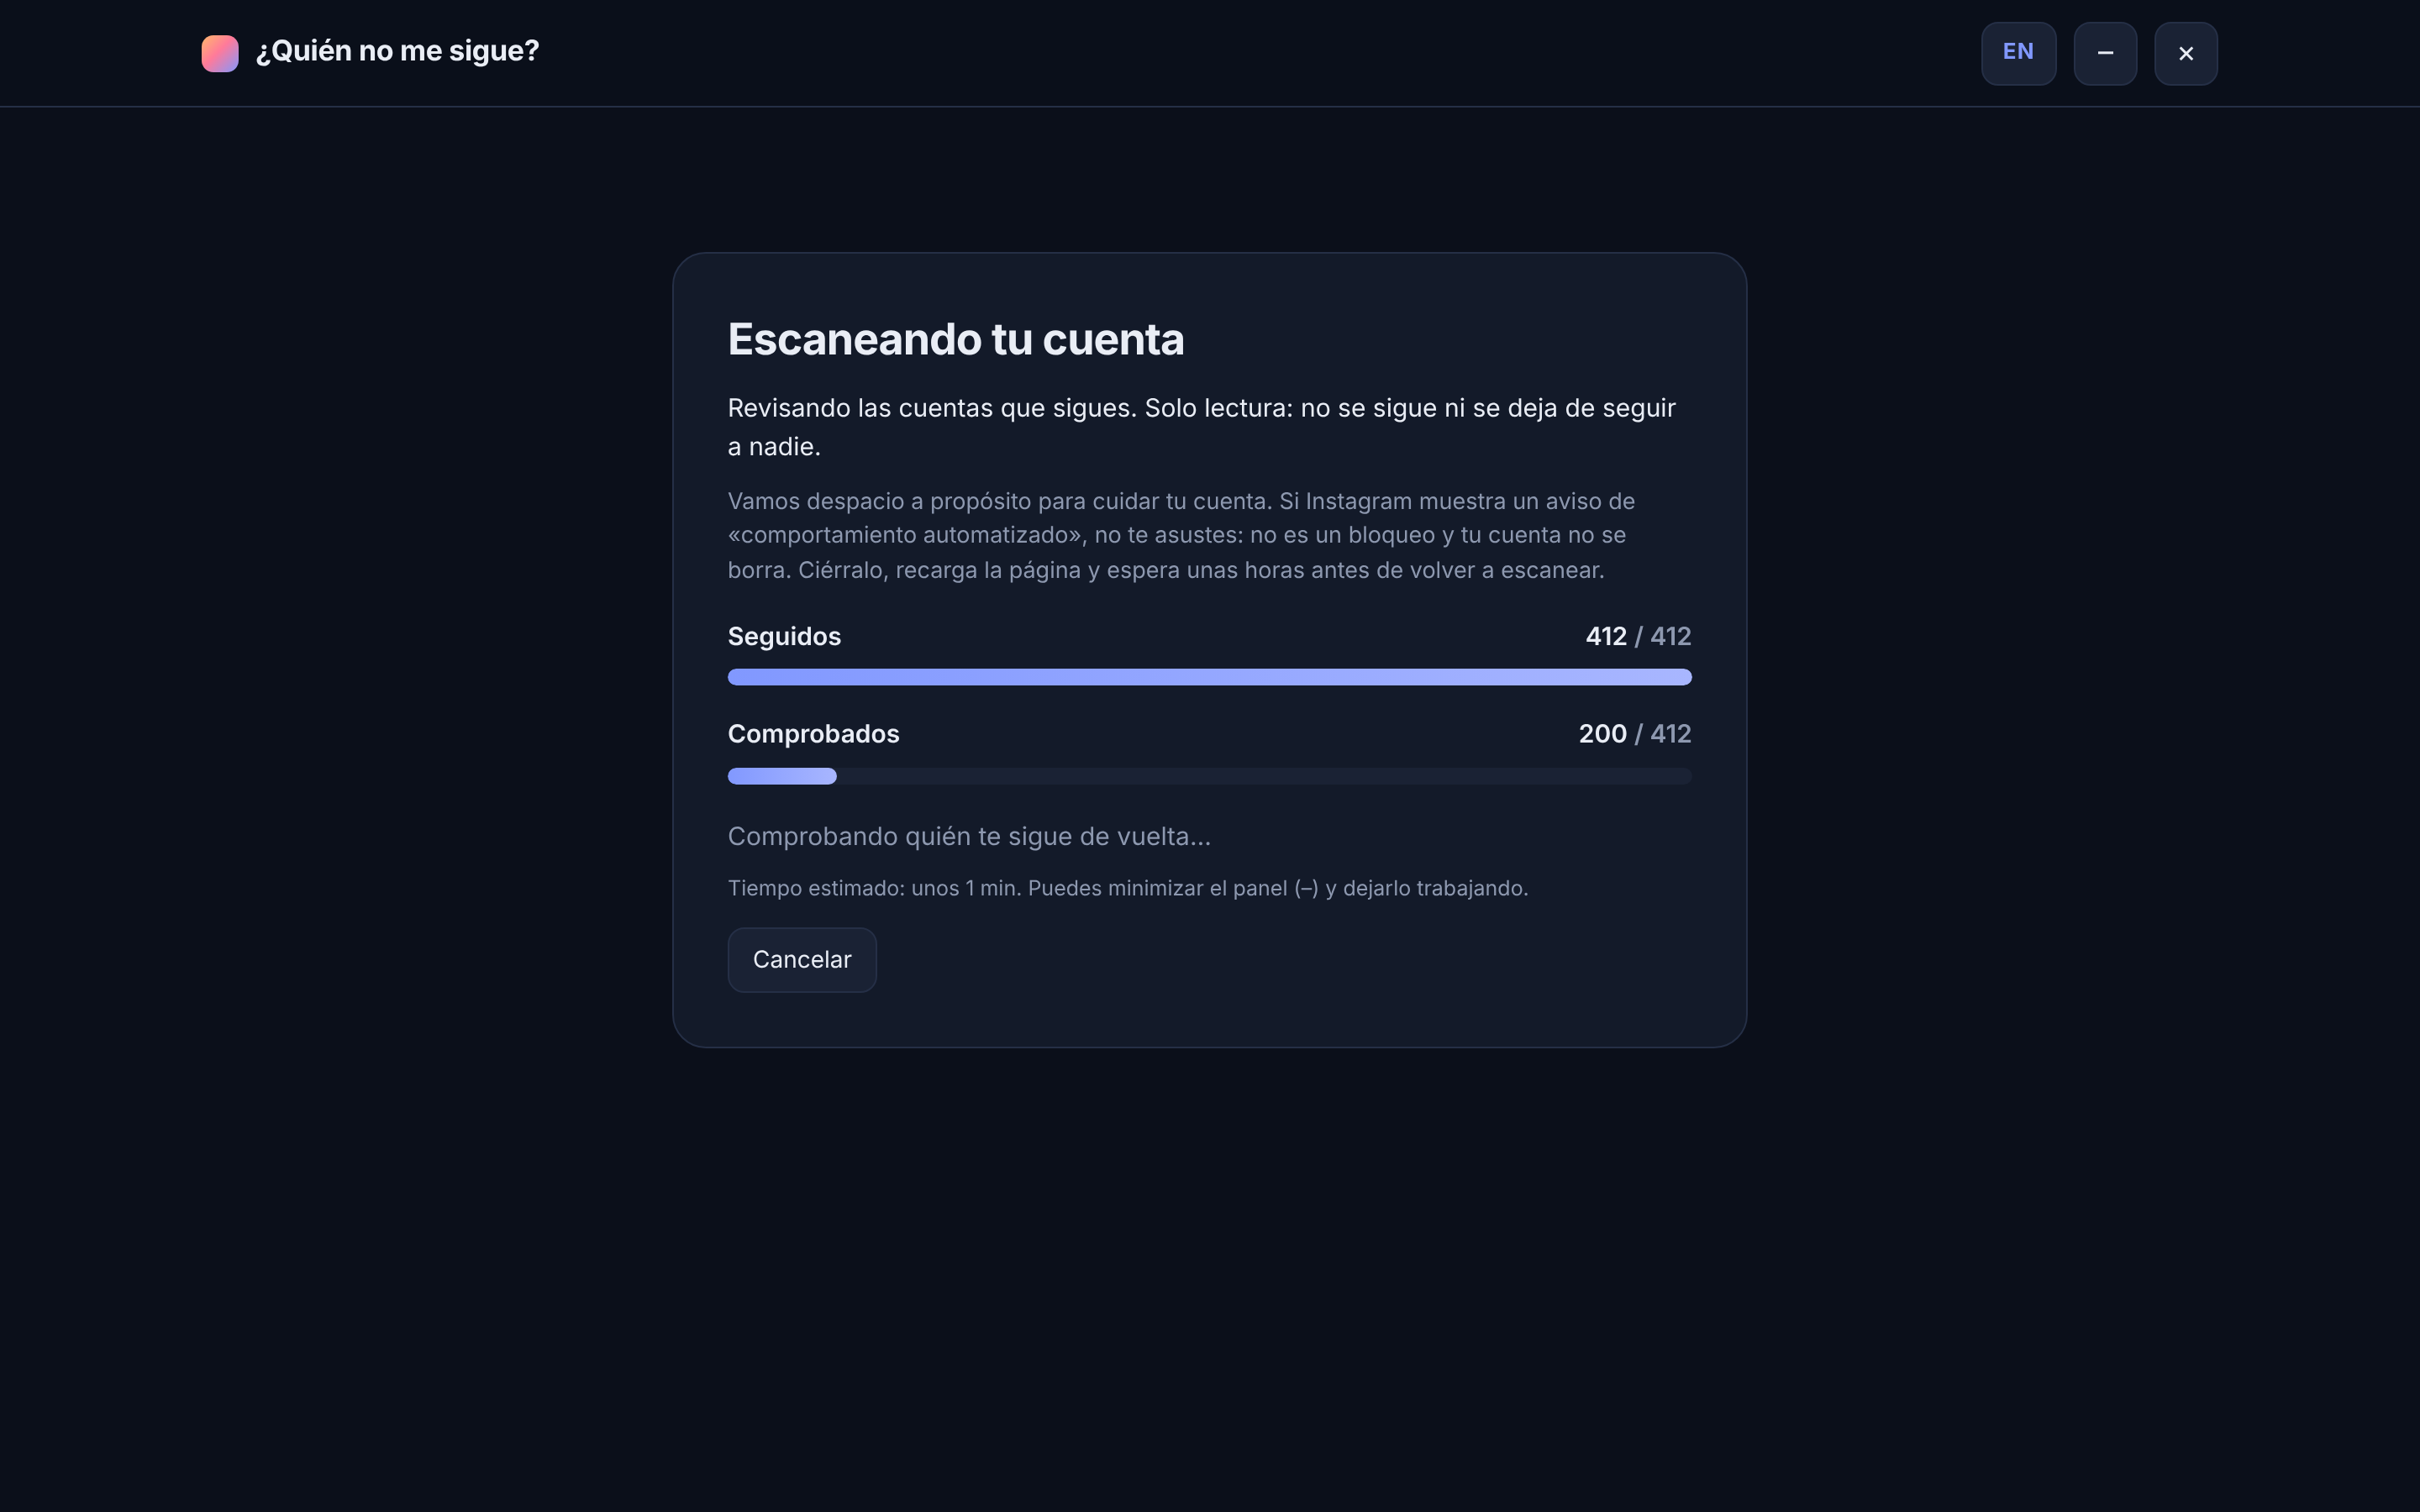 ¿Quién no me sigue?
EN
–
×
Escaneando tu cuenta
Revisando las cuentas que sigues. Solo lectura: no se sigue ni se deja de seguir
a nadie.
Vamos despacio a propósito para cuidar tu cuenta. Si Instagram muestra un aviso de
«comportamiento automatizado», no te asustes: no es un bloqueo y tu cuenta no se
borra. Ciérralo, recarga la página y espera unas horas antes de volver a escanear.
Seguidos 412 / 412
Comprobados 200 / 412
Comprobando quién te sigue de vuelta...
Tiempo estimado: unos 1 min. Puedes minimizar el panel (–) y dejarlo trabajando.
Cancelar